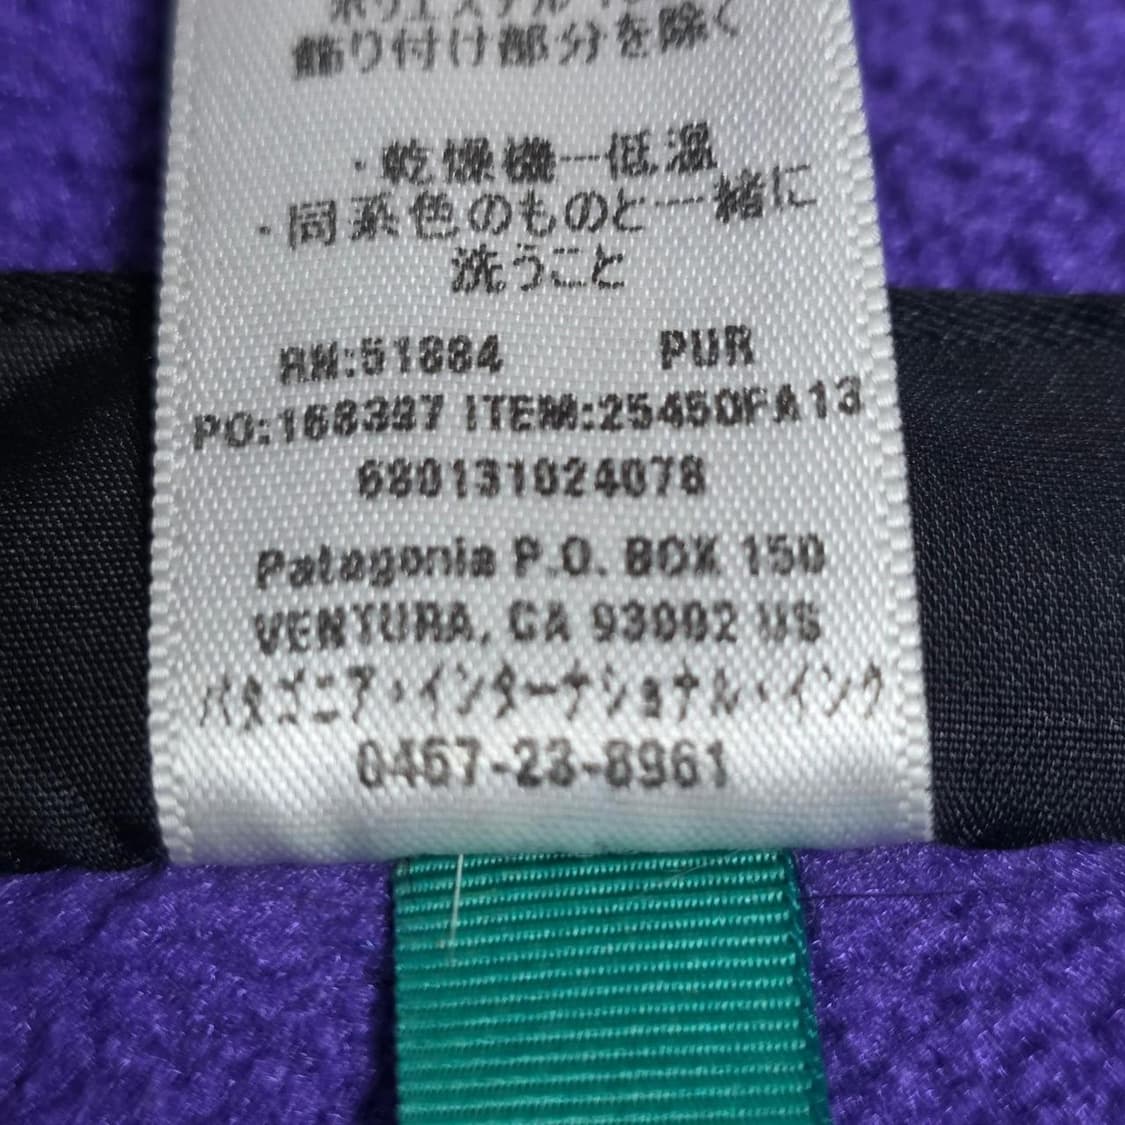 飾り付け部分を除く
・乾燥機—低温
・同系色のものと一緒に
洗うこと
RN:51884 PUR
PO:168387 ITEM:25450FA13
680131024078
Patagonia P.O. BOX 150
VENTURA, CA 93002 US
パタゴニア・インターナショナル・インク
0467-23-8961